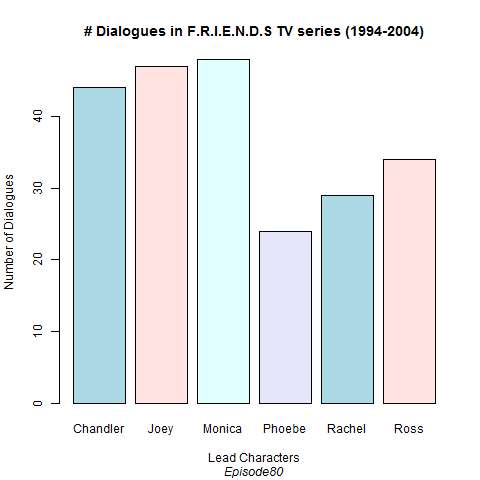 # Dialogues in F.R.I.E.N.D.S TV series (1994-2004)
Number of Dialogues
40
30
20
10
0
Chandler Joey Monica Phoebe Rachel Ross
Lead Characters
Episode80